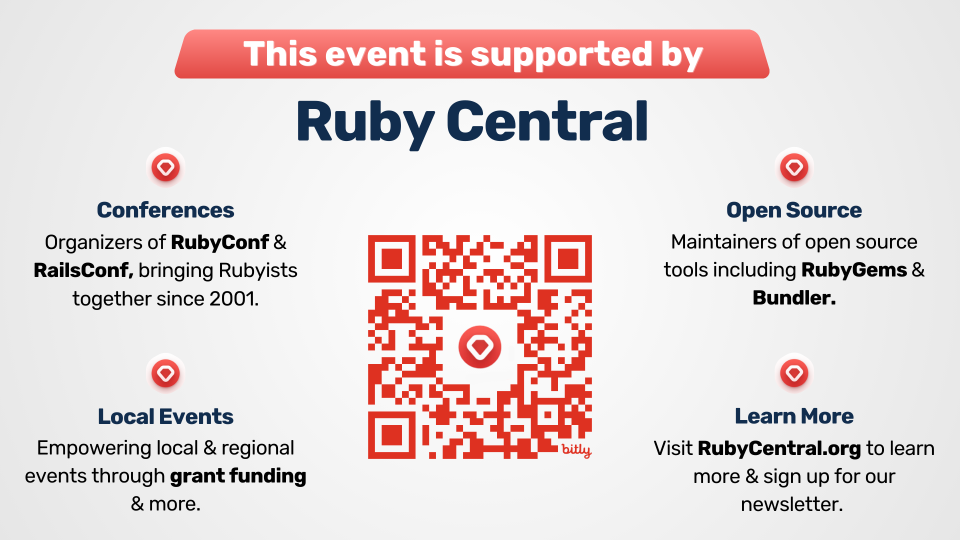 This event is supported by
Ruby Central
Conferences
Organizers of RubyConf &
RailsConf, bringing Rubyists
together since 2001.
Open Source
Maintainers of open source
tools including RubyGems &
Bundler.
Local Events
Empowering local & regional
events through grant funding
& more.
Learn More
Visit RubyCentral.org to learn
more & sign up for our
newsletter.
bitly